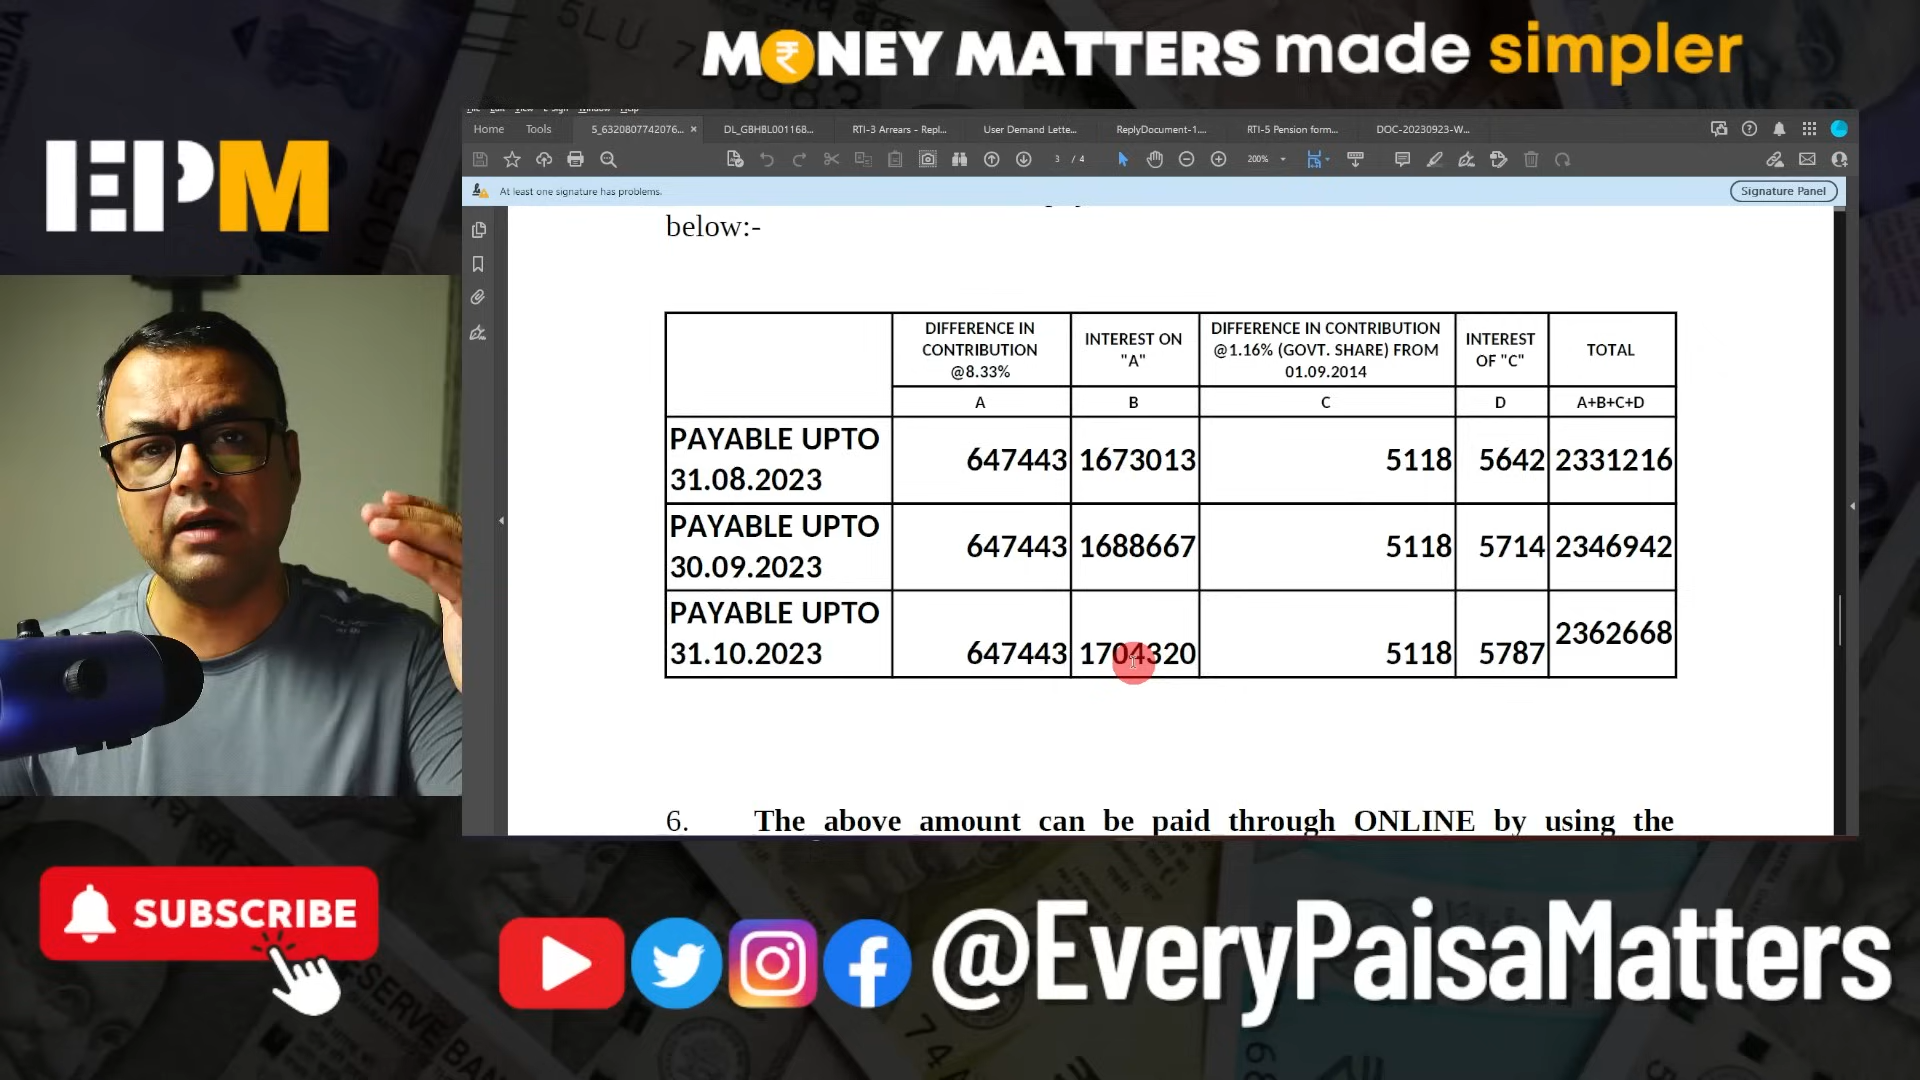 M₹NEY MATTERS made simpler
EPM
Home Tools 5_6320807742076... × DL_GBHBL001168... RTI-3 Arrears - Repl... User Demand Lette... ReplyDocument-1.... RTI-5 Pension form... DOC-20230923-W...
3 / 4 200%
At least one signature has problems. Signature Panel
below:-
DIFFERENCE IN CONTRIBUTION @8.33% INTEREST ON "A" DIFFERENCE IN CONTRIBUTION @1.16% (GOVT. SHARE) FROM 01.09.2014 INTEREST OF "C" TOTAL
A B C D A+B+C+D
PAYABLE UPTO 31.08.2023 647443 1673013 5118 5642 2331216
PAYABLE UPTO 30.09.2023 647443 1688667 5118 5714 2346942
PAYABLE UPTO 31.10.2023 647443 1704320 5118 5787 2362668
6. The above amount can be paid through ONLINE by using the
SUBSCRIBE
@EveryPaisaMatters